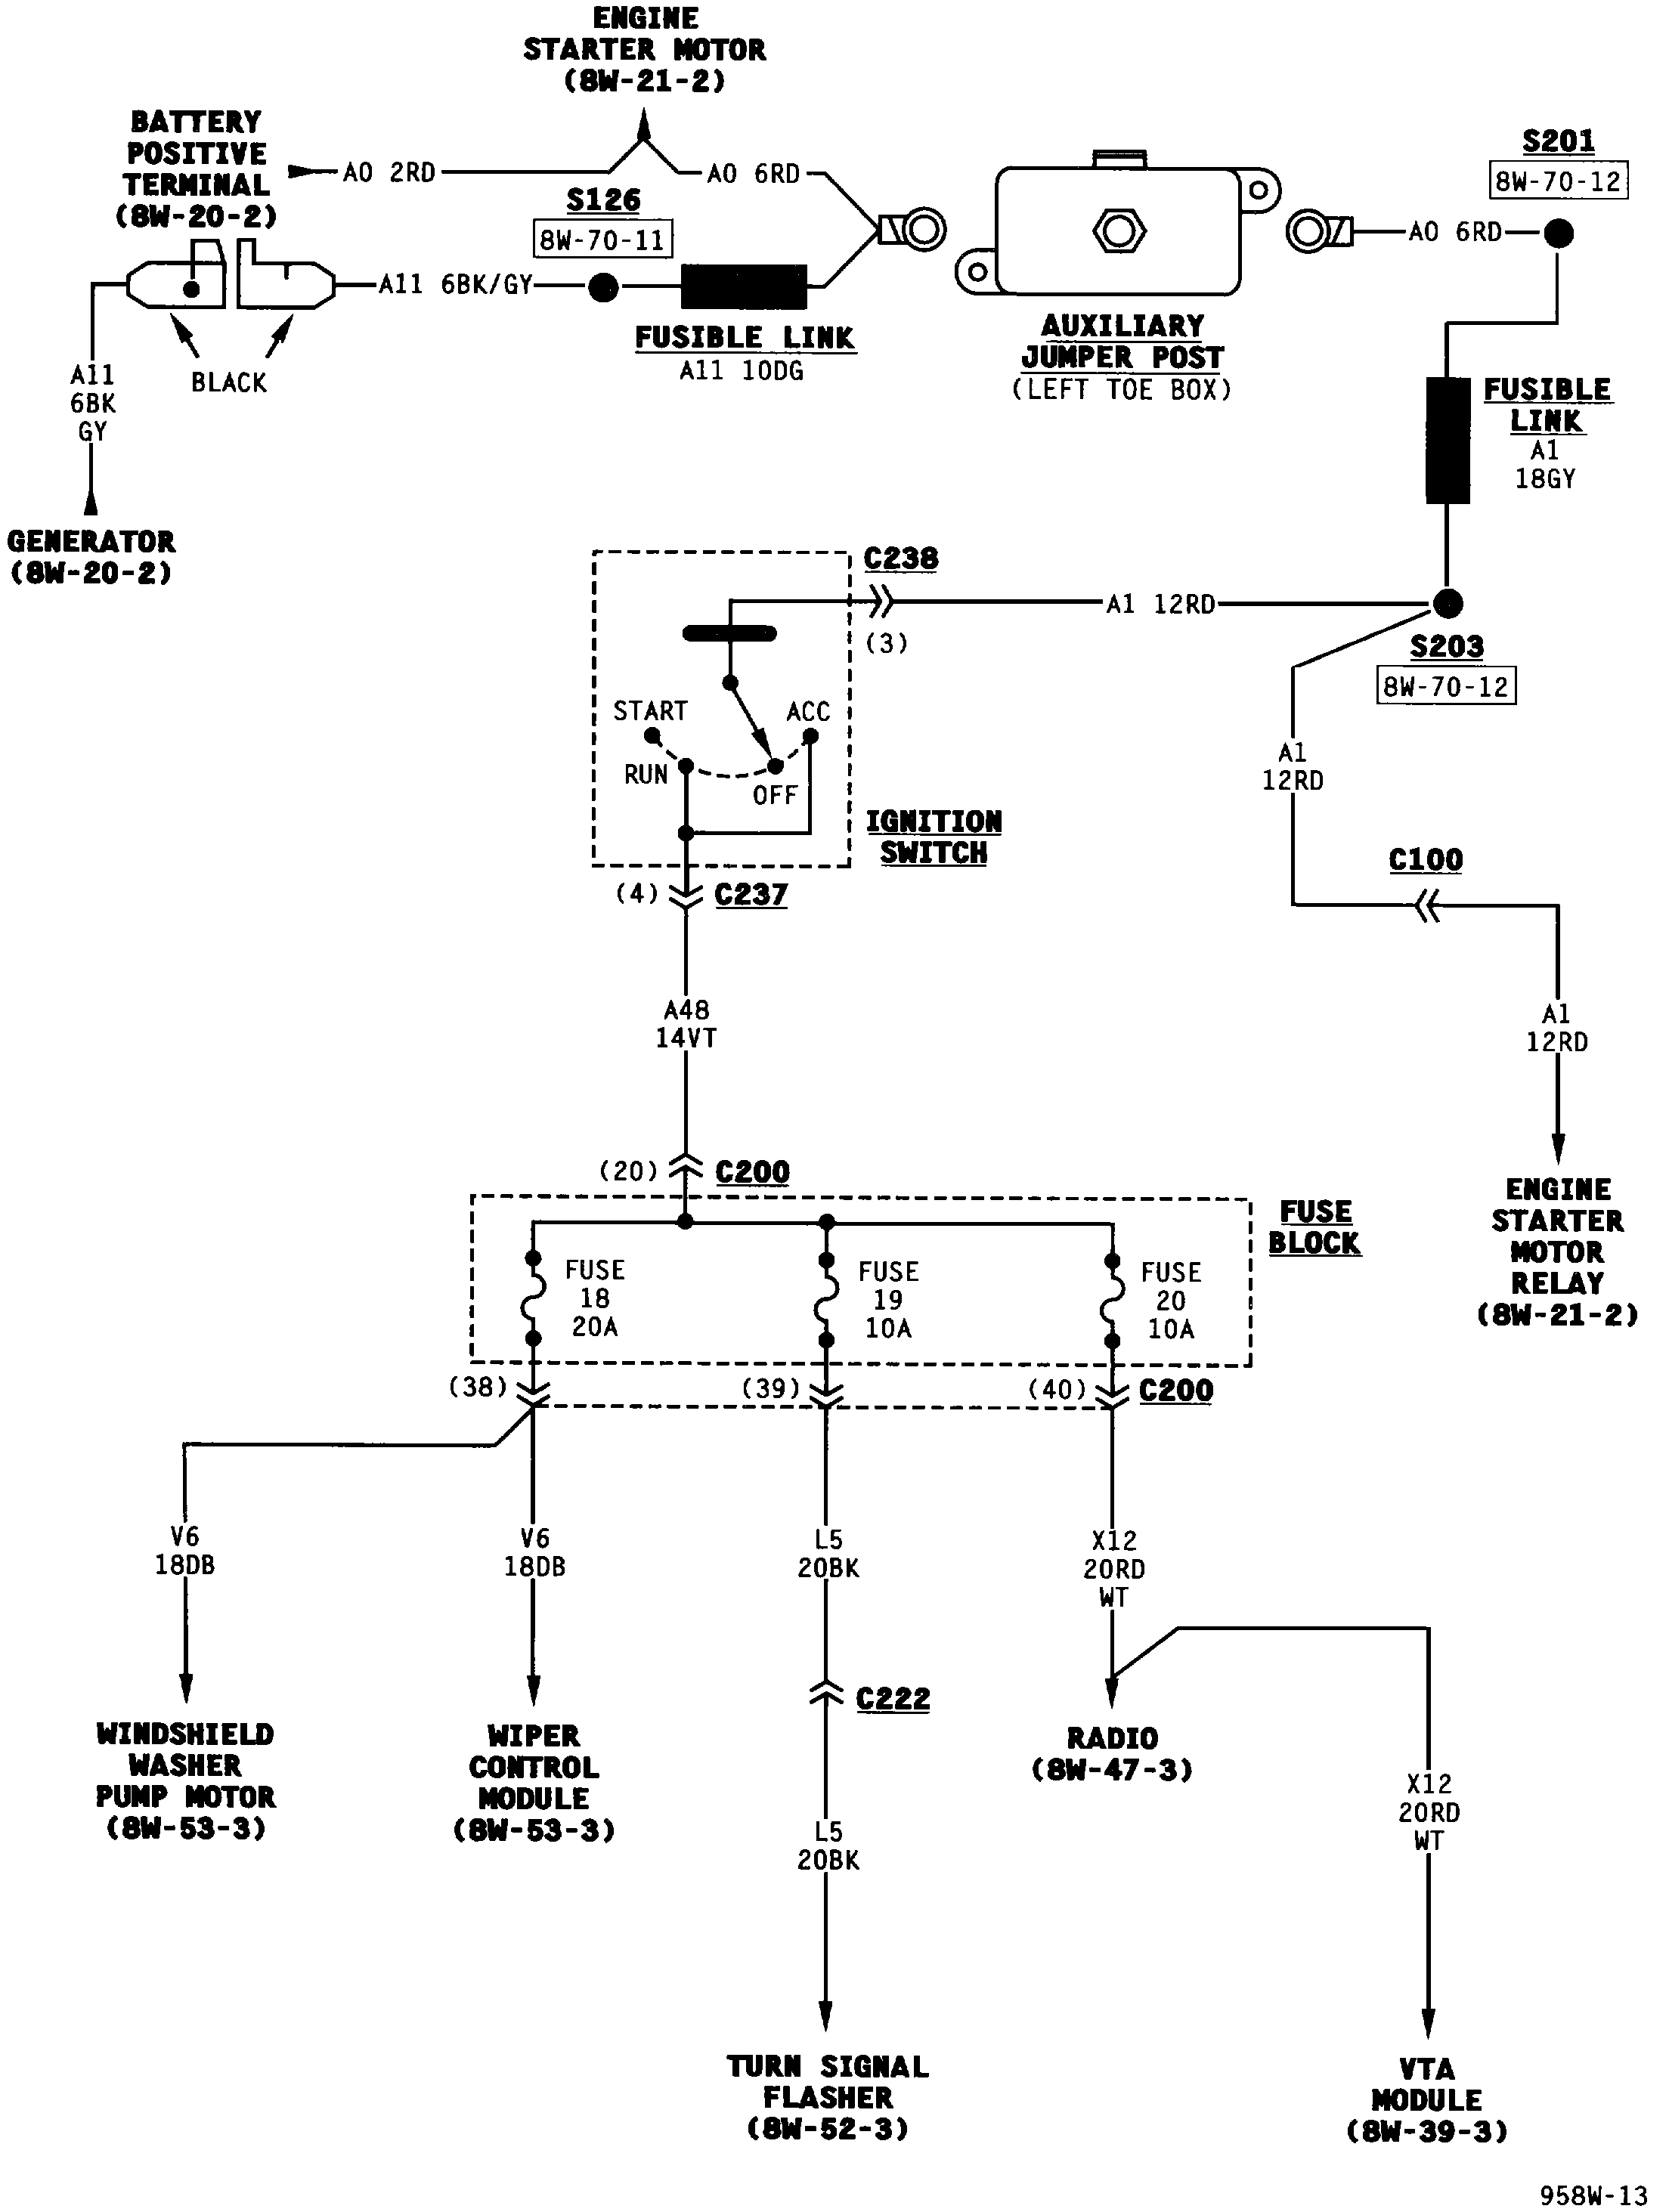 ENGINE
STARTER MOTOR
(8W-21-2)
BATTERY
POSITIVE
TERMINAL
(8W-20-2)
A0 2RD
A0 6RD
S126
8W-70-11
S201
8W-70-12
A0 6RD
A11 6BK/GY
FUSIBLE LINK
A11 10DG
AUXILIARY
JUMPER POST
(LEFT TOE BOX)
BLACK
A11
6BK
GY
GENERATOR
(8W-20-2)
FUSIBLE
LINK
A1
18GY
C238
(3)
A1 12RD
S203
8W-70-12
START
ACC
RUN
OFF
IGNITION
SWITCH
(4)
C237
A1
12RD
C100
A48
14VT
A1
12RD
(20)
C200
ENGINE
STARTER
MOTOR
RELAY
(8W-21-2)
FUSE
BLOCK
FUSE
18
20A
FUSE
19
10A
FUSE
20
10A
(38)
(39)
(40)
C200
V6
18DB
V6
18DB
L5
20BK
X12
20RD
WT
C222
WINDSHIELD
WASHER
PUMP MOTOR
(8W-53-3)
WIPER
CONTROL
MODULE
(8W-53-3)
RADIO
(8W-47-3)
L5
20BK
X12
20RD
WT
TURN SIGNAL
FLASHER
(8W-52-3)
VTA
MODULE
(8W-39-3)
958W-13